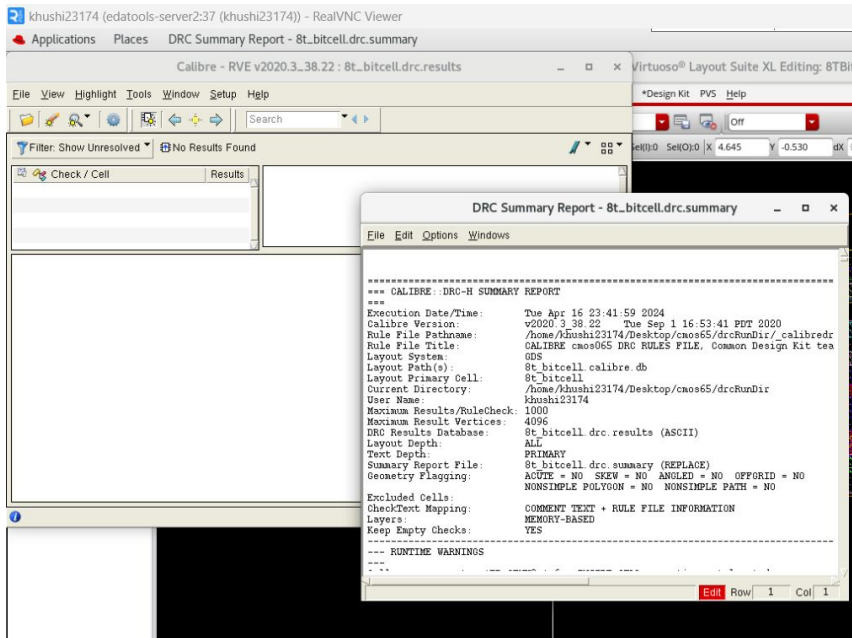 khushi23174 (edatools-server2:37 (khushi23174)) - RealVNC Viewer
Applications Places DRC Summary Report - 8t_bitcell.drc.summary
Calibre - RVE v2020.3_38.22 : 8t_bitcell.drc.results
Virtuoso® Layout Suite XL Editing: 8TBi
File View Highlight Tools Window Setup Help
*Design Kit PVS Help
Search
Off
Filter: Show Unresolved No Results Found
Sel(I):0 Sel(O):0 X 4.645 Y -0.530 dX
Check / Cell Results
DRC Summary Report - 8t_bitcell.drc.summary
File Edit Options Windows
==================================================================================
=== CALIBRE::DRC-H SUMMARY REPORT
===
Execution Date/Time: Tue Apr 16 23:41:59 2024
Calibre Version: v2020.3_38.22 Tue Sep 1 16:53:41 PDT 2020
Rule File Pathname: /home/khushi23174/Desktop/cmos65/drcRunDir/_calibredr
Rule File Title: CALIBRE cmos065 DRC RULES FILE, Common Design Kit tea
Layout System: GDS
Layout Path(s): 8t_bitcell.calibre.db
Layout Primary Cell: 8t_bitcell
Current Directory: /home/khushi23174/Desktop/cmos65/drcRunDir
User Name: khushi23174
Maximum Results/RuleCheck: 1000
Maximum Result Vertices: 4096
DRC Results Database: 8t_bitcell.drc.results (ASCII)
Layout Depth: ALL
Text Depth: PRIMARY
Summary Report File: 8t_bitcell.drc.summary (REPLACE)
Geometry Flagging: ACUTE = NO SKEW = NO ANGLED = NO OFFGRID = NO
NONSIMPLE POLYGON = NO NONSIMPLE PATH = NO
Excluded Cells:
CheckText Mapping: COMMENT TEXT + RULE FILE INFORMATION
Layers: MEMORY-BASED
Keep Empty Checks: YES
----------------------------------------------------------------------------------
--- RUNTIME WARNINGS
---
Edit Row 1 Col 1